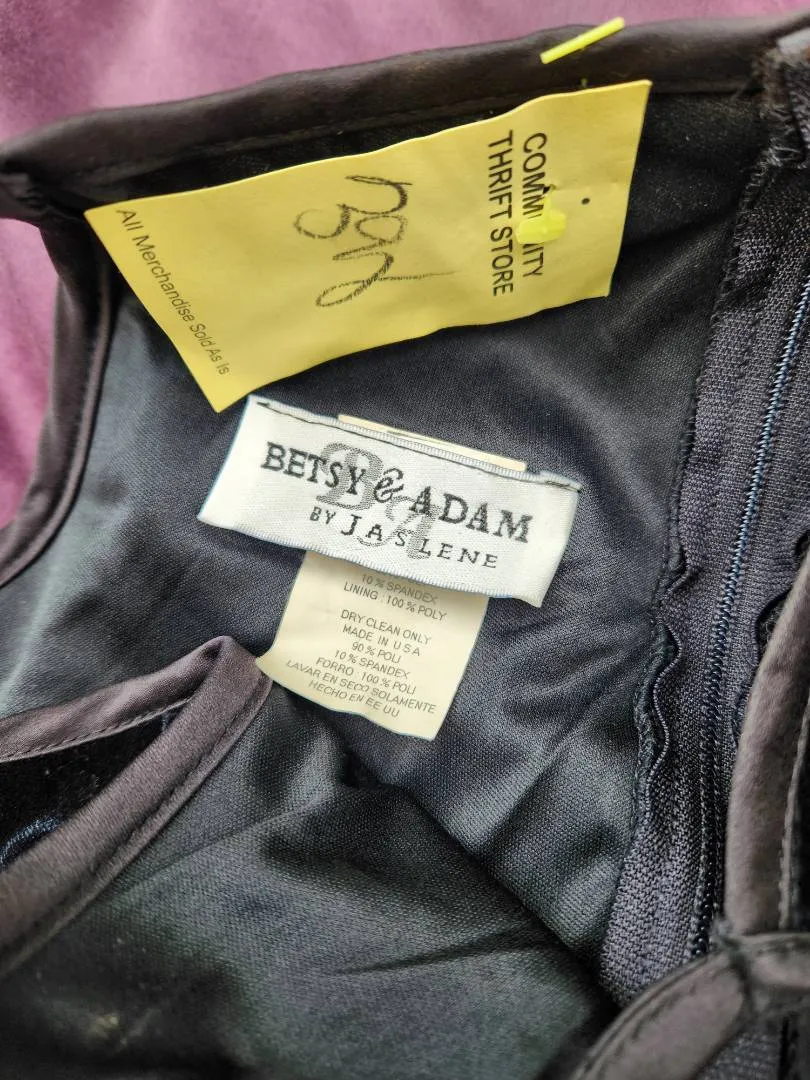 COMMUNITY
THRIFT STORE
All Merchandise Sold As Is
BETSY & ADAM
BY JASLENE
10 % SPANDEX
LINING : 100 % POLY
DRY CLEAN ONLY
MADE IN U S A
90 % POLI
10 % SPANDEX
FORRO : 100 % POLI
LAVAR EN SECO SOLAMENTE
HECHO EN EE UU